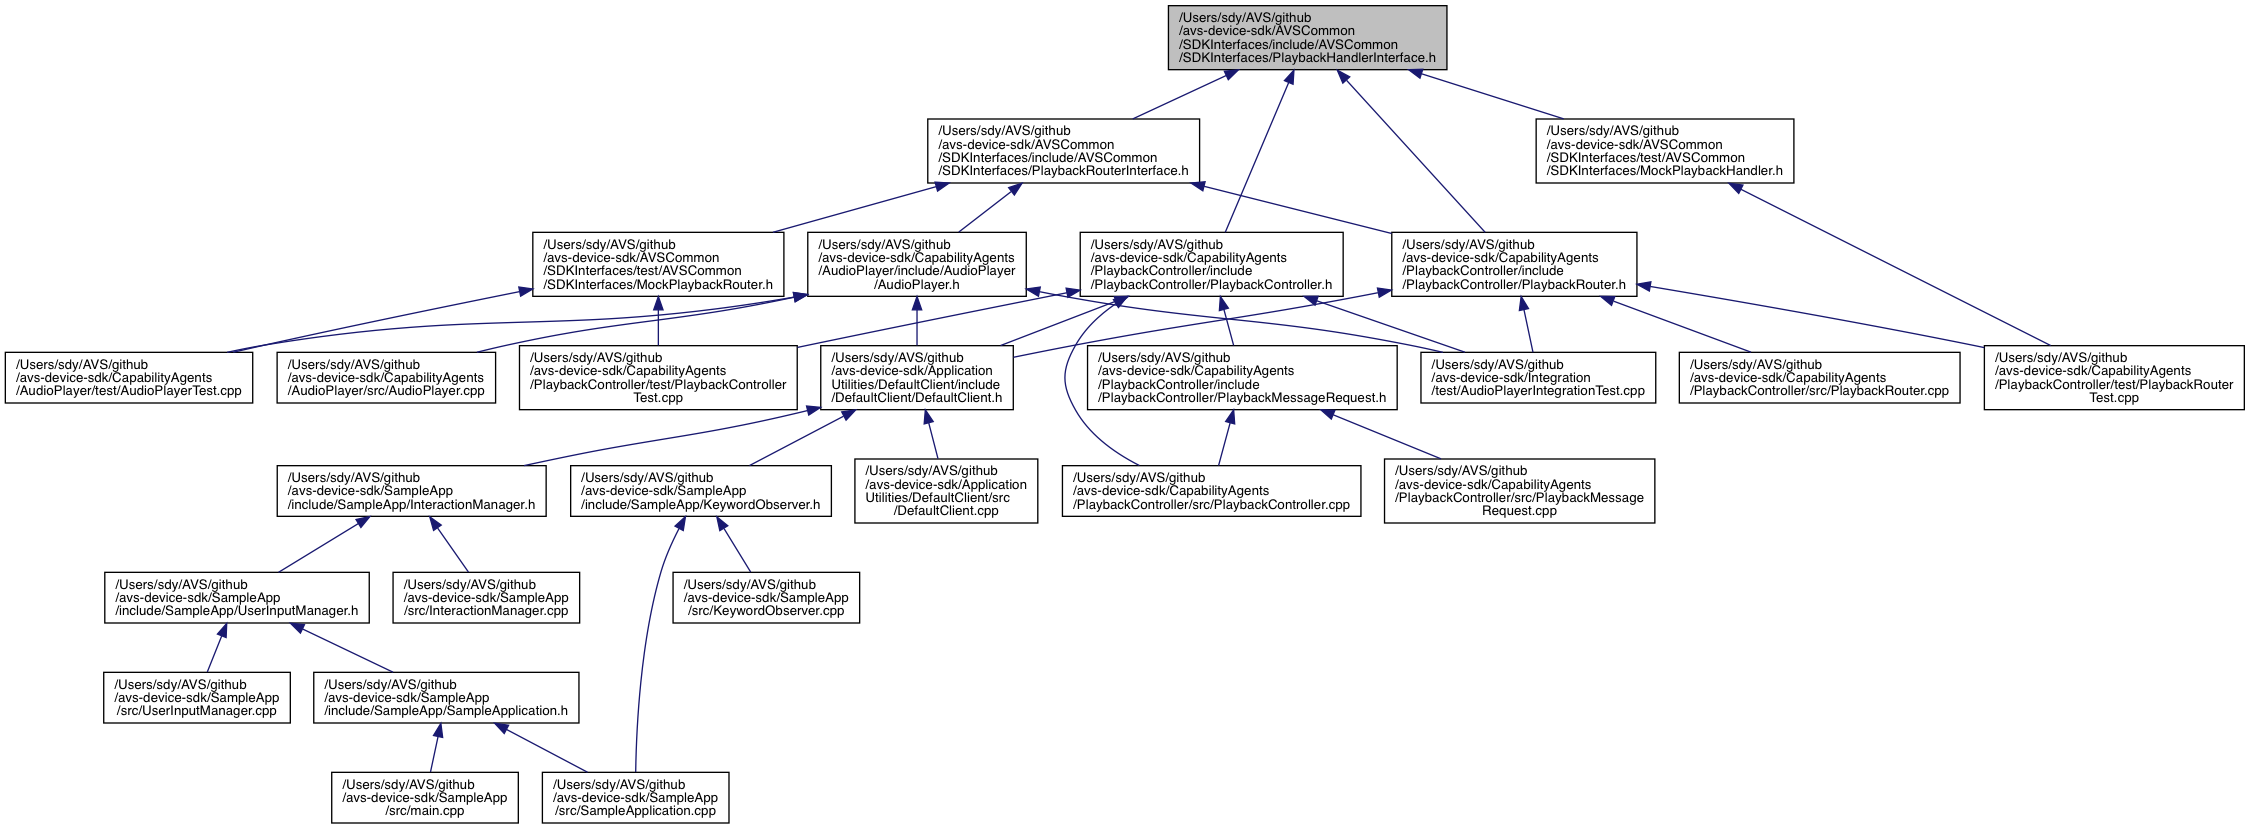 /Users/sdy/AVS/github
/avs-device-sdk/AVSCommon
/SDKInterfaces/include/AVSCommon
/SDKInterfaces/PlaybackHandlerInterface.h
/Users/sdy/AVS/github
/avs-device-sdk/AVSCommon
/SDKInterfaces/include/AVSCommon
/SDKInterfaces/PlaybackRouterInterface.h
/Users/sdy/AVS/github
/avs-device-sdk/AVSCommon
/SDKInterfaces/test/AVSCommon
/SDKInterfaces/MockPlaybackHandler.h
/Users/sdy/AVS/github
/avs-device-sdk/AVSCommon
/SDKInterfaces/test/AVSCommon
/SDKInterfaces/MockPlaybackRouter.h
/Users/sdy/AVS/github
/avs-device-sdk/CapabilityAgents
/AudioPlayer/include/AudioPlayer
/AudioPlayer.h
/Users/sdy/AVS/github
/avs-device-sdk/CapabilityAgents
/PlaybackController/include
/PlaybackController/PlaybackController.h
/Users/sdy/AVS/github
/avs-device-sdk/CapabilityAgents
/PlaybackController/include
/PlaybackController/PlaybackRouter.h
/Users/sdy/AVS/github
/avs-device-sdk/CapabilityAgents
/AudioPlayer/test/AudioPlayerTest.cpp
/Users/sdy/AVS/github
/avs-device-sdk/CapabilityAgents
/AudioPlayer/src/AudioPlayer.cpp
/Users/sdy/AVS/github
/avs-device-sdk/CapabilityAgents
/PlaybackController/test/PlaybackController
Test.cpp
/Users/sdy/AVS/github
/avs-device-sdk/Application
Utilities/DefaultClient/include
/DefaultClient/DefaultClient.h
/Users/sdy/AVS/github
/avs-device-sdk/CapabilityAgents
/PlaybackController/include
/PlaybackController/PlaybackMessageRequest.h
/Users/sdy/AVS/github
/avs-device-sdk/Integration
/test/AudioPlayerIntegrationTest.cpp
/Users/sdy/AVS/github
/avs-device-sdk/CapabilityAgents
/PlaybackController/src/PlaybackRouter.cpp
/Users/sdy/AVS/github
/avs-device-sdk/CapabilityAgents
/PlaybackController/test/PlaybackRouter
Test.cpp
/Users/sdy/AVS/github
/avs-device-sdk/SampleApp
/include/SampleApp/InteractionManager.h
/Users/sdy/AVS/github
/avs-device-sdk/SampleApp
/include/SampleApp/KeywordObserver.h
/Users/sdy/AVS/github
/avs-device-sdk/Application
Utilities/DefaultClient/src
/DefaultClient.cpp
/Users/sdy/AVS/github
/avs-device-sdk/CapabilityAgents
/PlaybackController/src/PlaybackController.cpp
/Users/sdy/AVS/github
/avs-device-sdk/CapabilityAgents
/PlaybackController/src/PlaybackMessage
Request.cpp
/Users/sdy/AVS/github
/avs-device-sdk/SampleApp
/include/SampleApp/UserInputManager.h
/Users/sdy/AVS/github
/avs-device-sdk/SampleApp
/src/InteractionManager.cpp
/Users/sdy/AVS/github
/avs-device-sdk/SampleApp
/src/KeywordObserver.cpp
/Users/sdy/AVS/github
/avs-device-sdk/SampleApp
/src/UserInputManager.cpp
/Users/sdy/AVS/github
/avs-device-sdk/SampleApp
/include/SampleApp/SampleApplication.h
/Users/sdy/AVS/github
/avs-device-sdk/SampleApp
/src/main.cpp
/Users/sdy/AVS/github
/avs-device-sdk/SampleApp
/src/SampleApplication.cpp